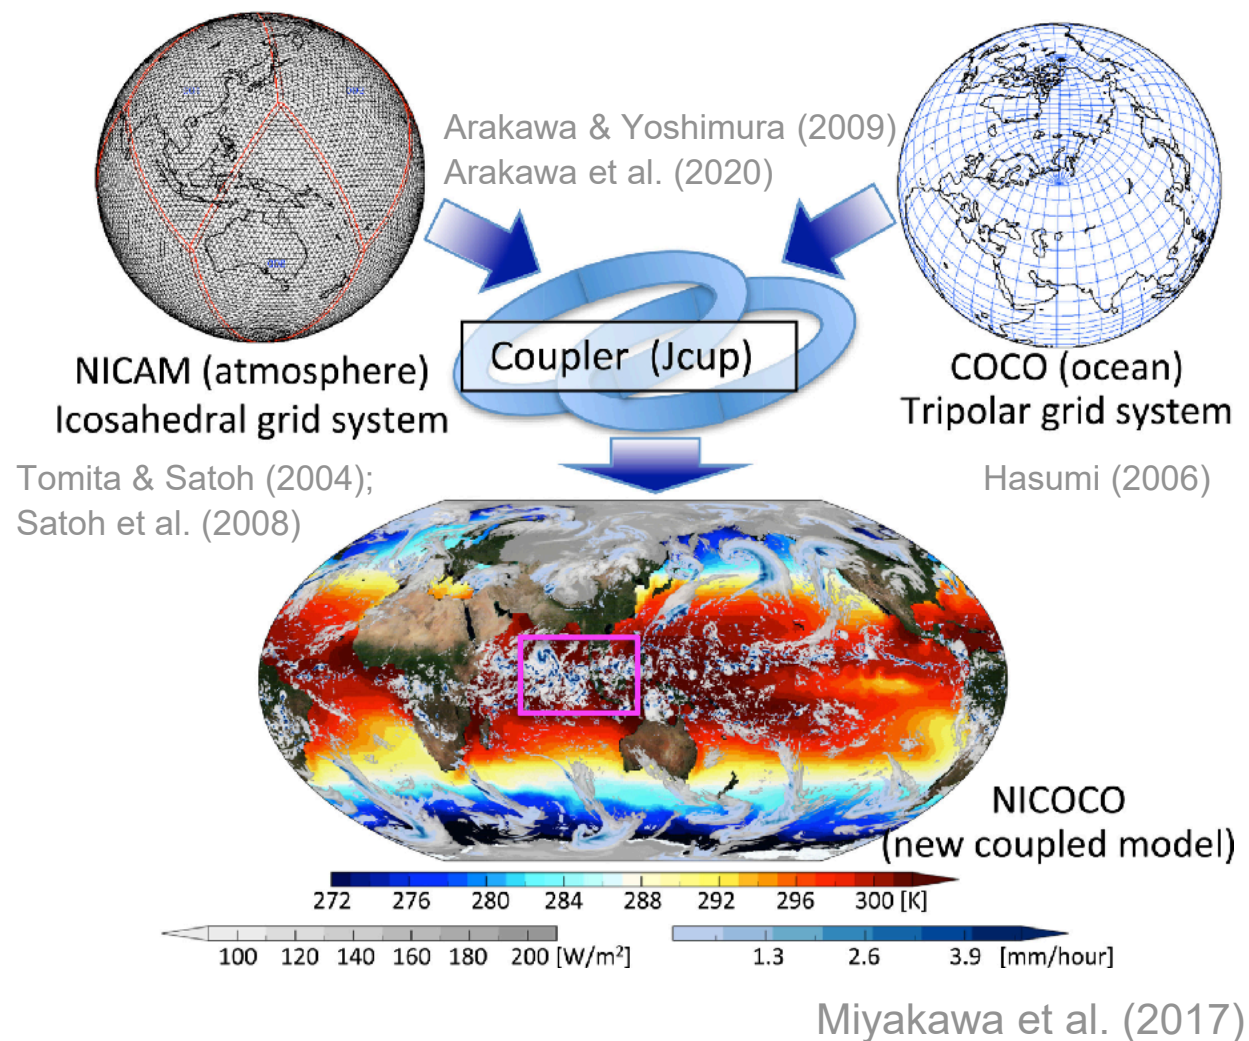 Arakawa & Yoshimura (2009)
Arakawa et al. (2020)
Coupler (Jcup)
NICAM (atmosphere)
Icosahedral grid system
COCO (ocean)
Tripolar grid system
Tomita & Satoh (2004);
Satoh et al. (2008)
Hasumi (2006)
NICOCO
(new coupled model)
272 276 280 284 288 292 296 300 [K]
100 120 140 160 180 200 [W/m²]
1.3 2.6 3.9 [mm/hour]
Miyakawa et al. (2017)